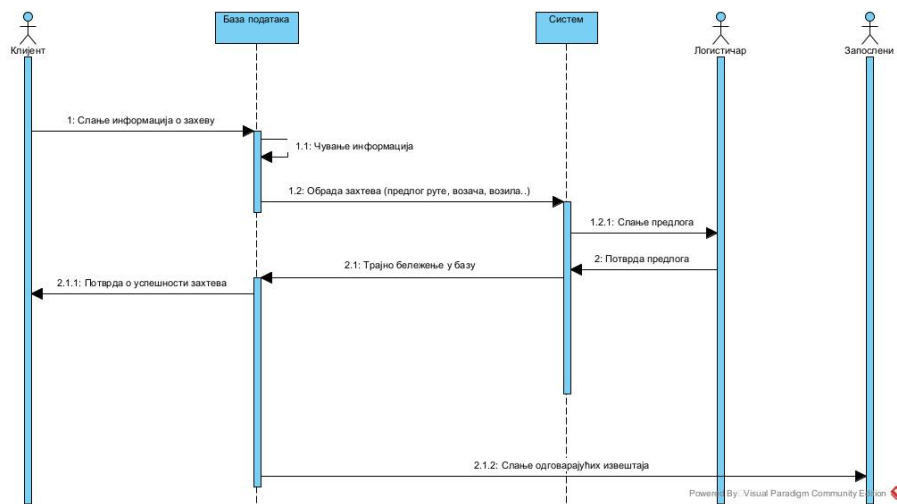 База података
Систем
Клијент
Логистичар
Запослени
1: Слање информација о захеву
1.1: Чување информација
1.2: Обрада захтева (предлог руте, возача, возила..)
1.2.1: Слање предлога
2: Потврда предлога
2.1: Трајно бележење у базу
2.1.1: Потврда о успешности захтева
2.1.2: Слање одговарајућих извештаја
Powered By: Visual Paradigm Community Edition